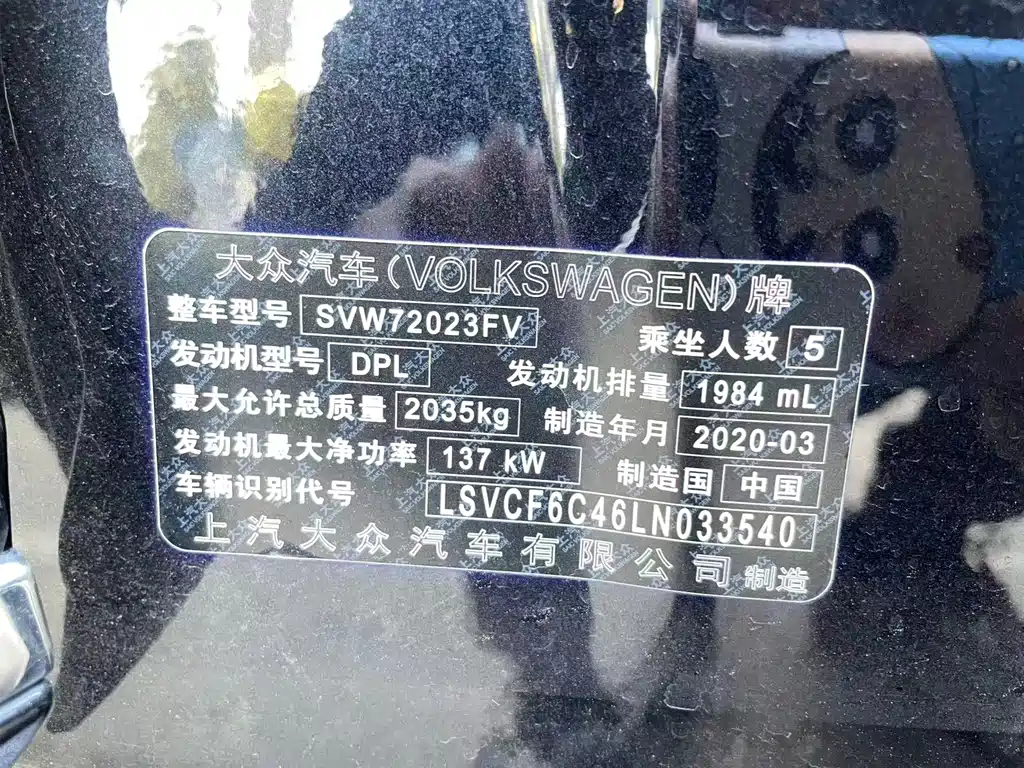 大众汽车(VOLKSWAGEN)牌
整车型号 SVW72023FV 乘坐人数 5
发动机型号 DPL 发动机排量 1984 mL
最大允许总质量 2035kg 制造年月 2020-03
发动机最大净功率 137 kW 制造国 中国
车辆识别代号 LSVCF6C46LN033540
上汽大众汽车有限公司制造